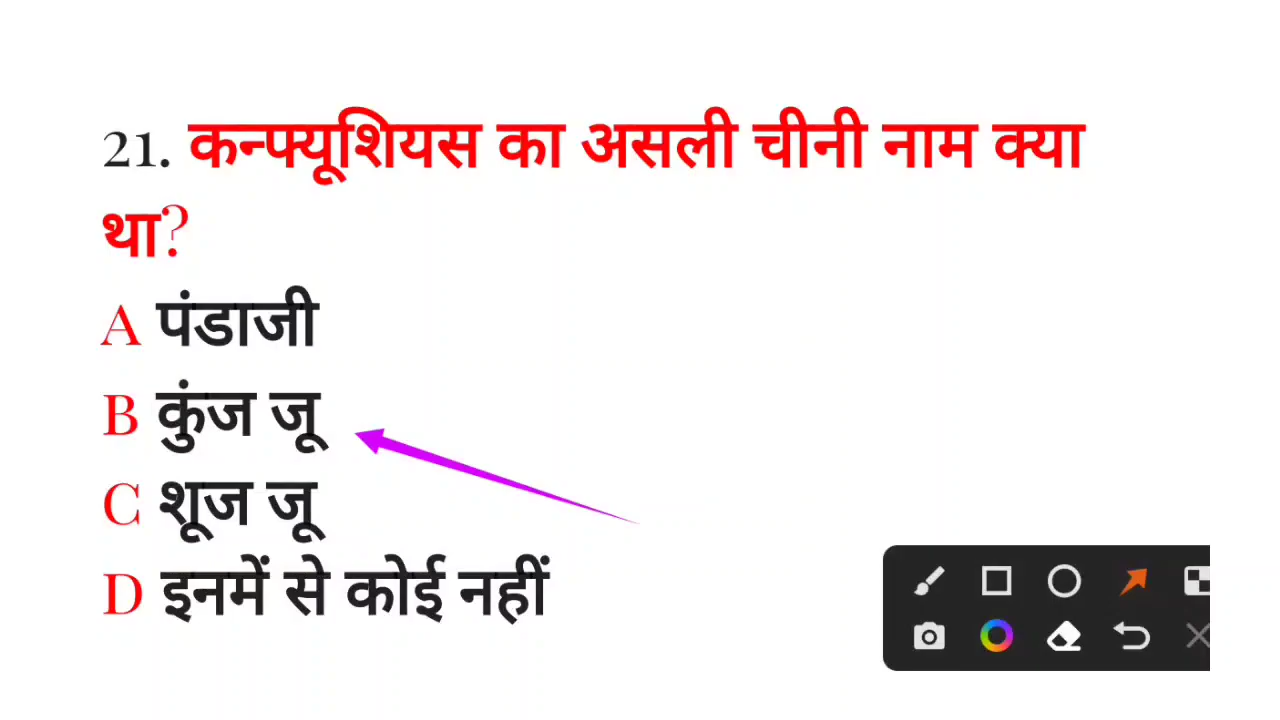 21. कन्फ्यूशियस का असली चीनी नाम क्या
था?
A पंडाजी
B कुंज जू
C शूज जू
D इनमें से कोई नहीं